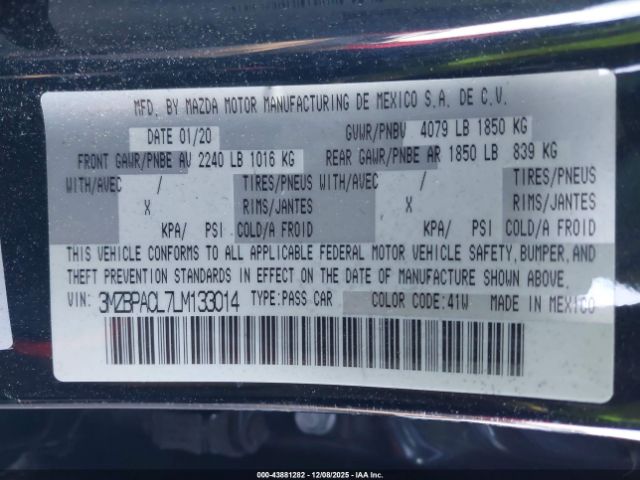 MFD. BY MAZDA MOTOR MANUFACTURING DE MEXICO S.A. DE C.V.
DATE 01/20 GVWR/PNBV 4079 LB 1850 KG
FRONT GAWR/PNBE AV 2240 LB 1016 KG REAR GAWR/PNBE AR 1850 LB 839 KG
WITH/AVEC / TIRES/PNEUS WITH/AVEC / TIRES/PNEUS
X RIMS/JANTES X RIMS/JANTES
KPA/ PSI COLD/A FROID KPA/ PSI COLD/A FROID
THIS VEHICLE CONFORMS TO ALL APPLICABLE FEDERAL MOTOR VEHICLE SAFETY, BUMPER, AND
THEFT PREVENTION STANDARDS IN EFFECT ON THE DATE OF MANUFACTURE SHOWN ABOVE.
VIN: 3MZBPACL7LM133014 TYPE:PASS CAR COLOR CODE:41W MADE IN MEXICO
000-43881282 - 12/08/2025 - IAA Inc.